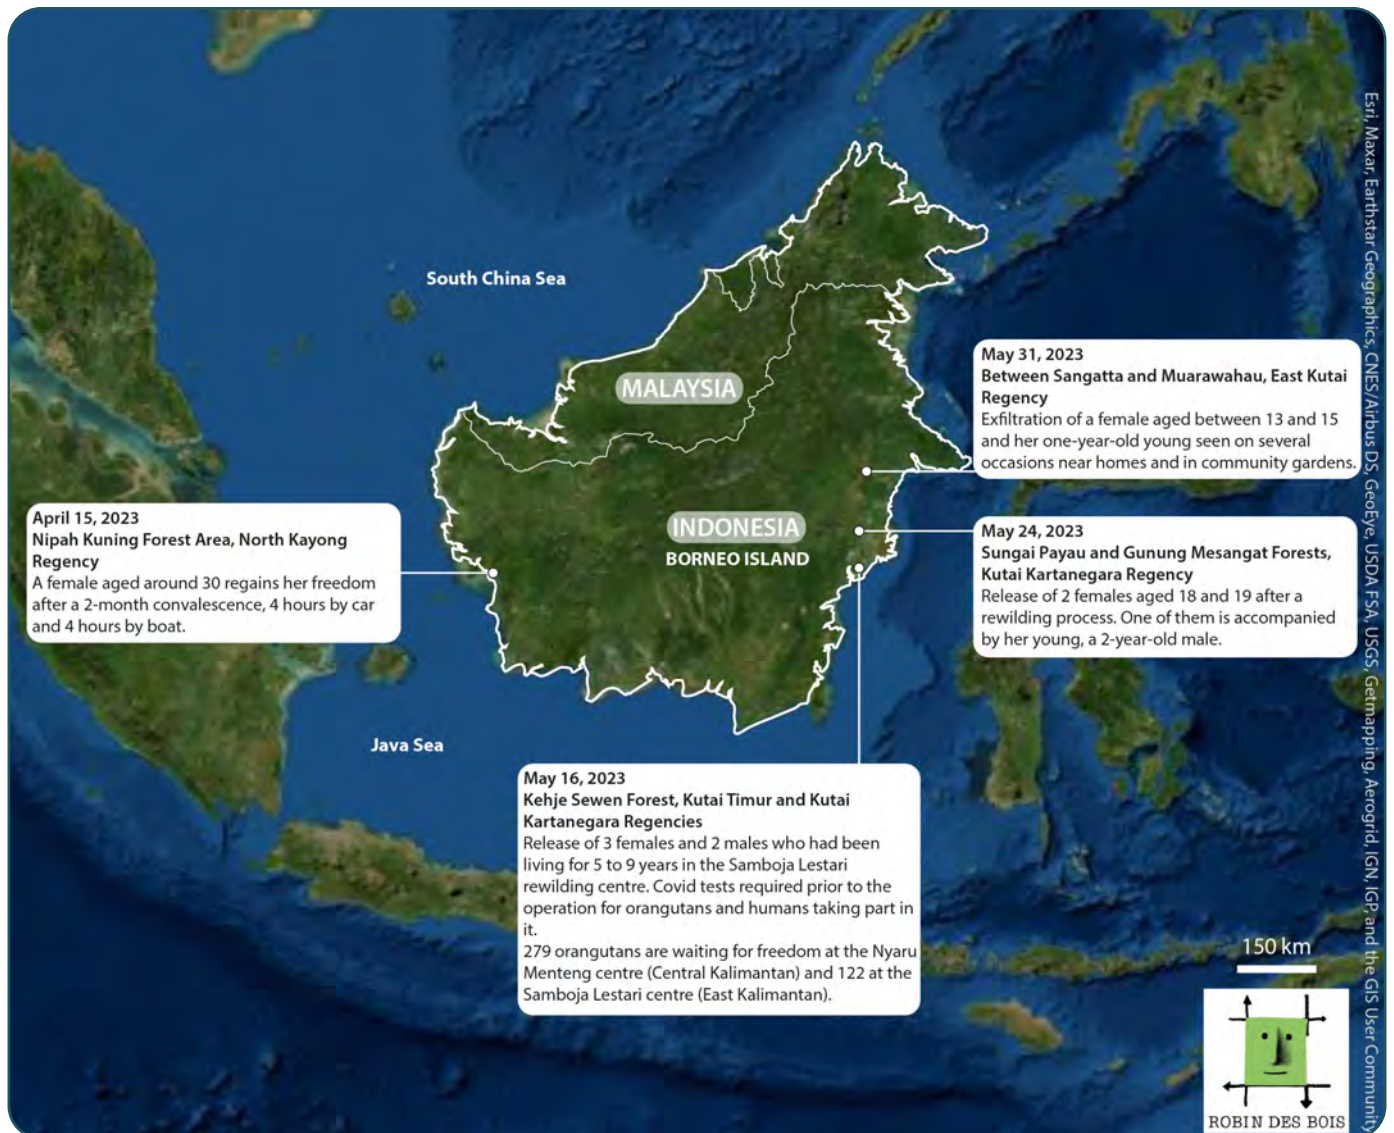 South China Sea
MALAYSIA
May 31, 2023
Between Sangatta and Muarawahau, East Kutai
Regency
Exfiltration of a female aged between 13 and 15
and her one-year-old young seen on several
occasions near homes and in community gardens.
April 15, 2023
Nipah Kuning Forest Area, North Kayong
Regency
A female aged around 30 regains her freedom
after a 2-month convalescence, 4 hours by car
and 4 hours by boat.
INDONESIA
BORNEO ISLAND
May 24, 2023
Sungai Payau and Gunung Mesangat Forests,
Kutai Kartanegara Regency
Release of 2 females aged 18 and 19 after a
rewilding process. One of them is accompanied
by her young, a 2-year-old male.
Java Sea
May 16, 2023
Kehje Sewen Forest, Kutai Timur and Kutai
Kartanegara Regencies
Release of 3 females and 2 males who had been
living for 5 to 9 years in the Samboja Lestari
rewilding centre. Covid tests required prior to the
operation for orangutans and humans taking part in
it.
279 orangutans are waiting for freedom at the Nyaru
Menteng centre (Central Kalimantan) and 122 at the
Samboja Lestari centre (East Kalimantan).
150 km
ROBIN DES BOIS
Esri, Maxar, Earthstar Geographics, CNES/Airbus DS, GeoEye, USDA FSA, USGS, Getmapping, Aerogrid, IGN, IGP, and the GIS User Community